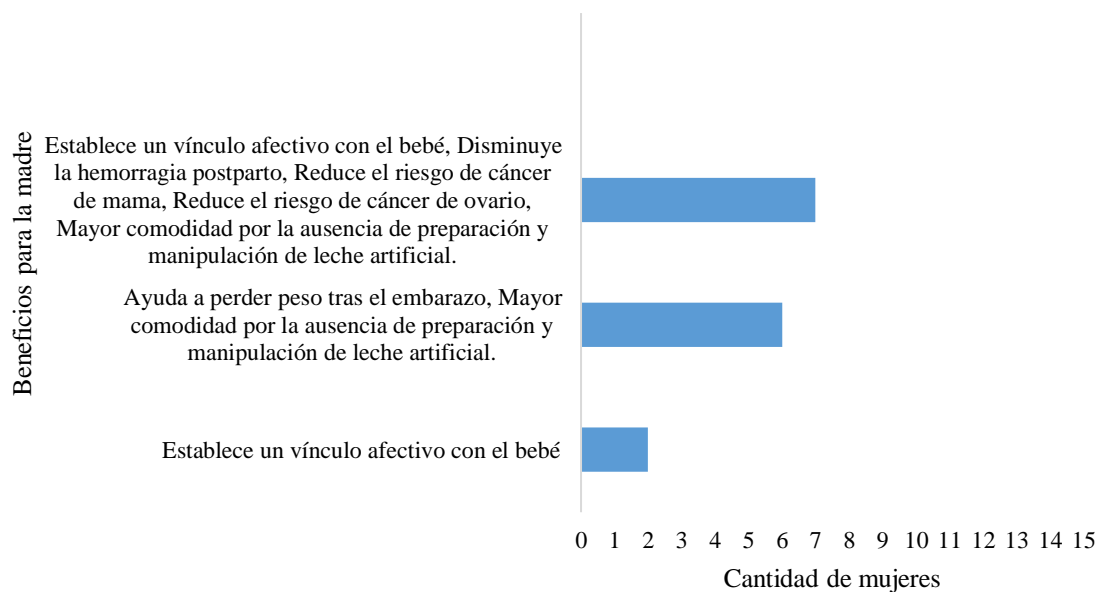 Beneficios para la madre
Establece un vínculo afectivo con el bebé, Disminuye
la hemorragia postparto, Reduce el riesgo de cáncer
de mama, Reduce el riesgo de cáncer de ovario,
Mayor comodidad por la ausencia de preparación y
manipulación de leche artificial.
Ayuda a perder peso tras el embarazo, Mayor
comodidad por la ausencia de preparación y
manipulación de leche artificial.
Establece un vínculo afectivo con el bebé
0 1 2 3 4 5 6 7 8 9 10 11 12 13 14 15
Cantidad de mujeres